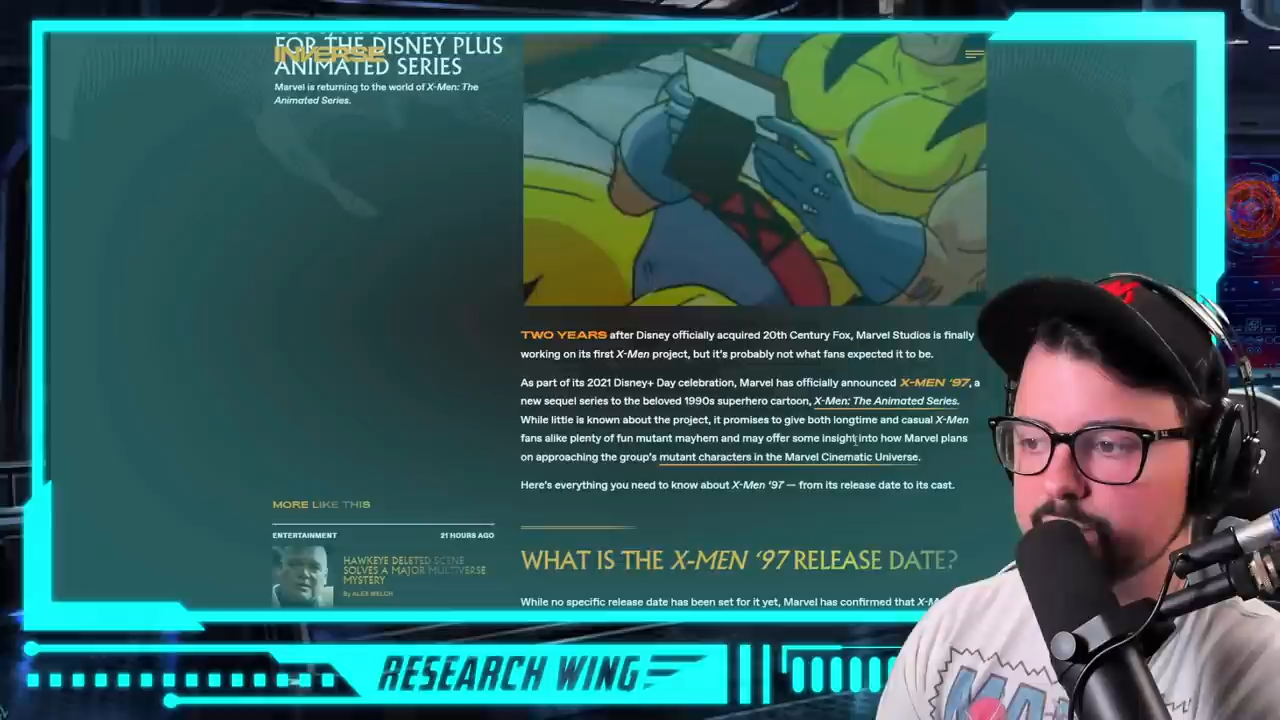 FOR THE DISNEY PLUS
INVERSE
ANIMATED SERIES
Marvel is returning to the world of X-Men: The
Animated Series.
TWO YEARS after Disney officially acquired 20th Century Fox, Marvel Studios is finally
working on its first X-Men project, but it's probably not what fans expected it to be.
As part of its 2021 Disney+ Day celebration, Marvel has officially announced X-MEN '97, a
new sequel series to the beloved 1990s superhero cartoon, X-Men: The Animated Series.
While little is known about the project, it promises to give both longtime and casual X-Men
fans alike plenty of fun mutant mayhem and may offer some insight into how Marvel plans
on approaching the group's mutant characters in the Marvel Cinematic Universe.
Here's everything you need to know about X-Men '97 — from its release date to its cast.
MORE LIKE THIS
ENTERTAINMENT 21 HOURS AGO
HAWKEYE DELETED SCENE
SOLVES A MAJOR MULTIVERSE
MYSTERY
By ALEX WELCH
WHAT IS THE X-MEN '97 RELEASE DATE?
While no specific release date has been set for it yet, Marvel has confirmed that
RESEARCH WING